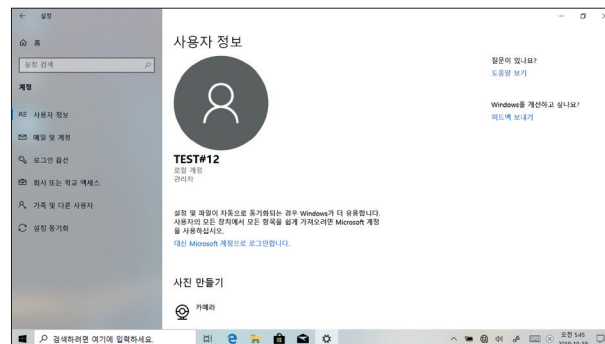 설정
홈
설정 검색
계정
사용자 정보
메일 및 계정
로그인 옵션
회사 또는 학교 액세스
가족 및 다른 사용자
설정 동기화
사용자 정보
TEST#12
로컬 계정
관리자
설정 및 파일이 자동으로 동기화되는 경우 Windows가 더 유용합니다.
사용자의 모든 장치에서 모든 항목을 쉽게 가져오려면 Microsoft 계정
을 사용하십시오.
대신 Microsoft 계정으로 로그인합니다.
사진 만들기
카메라
질문이 있나요?
도움말 보기
Windows를 개선하고 싶나요?
피드백 보내기
검색하려면 여기에 입력하세요.
오전 5:45
2019-10-19